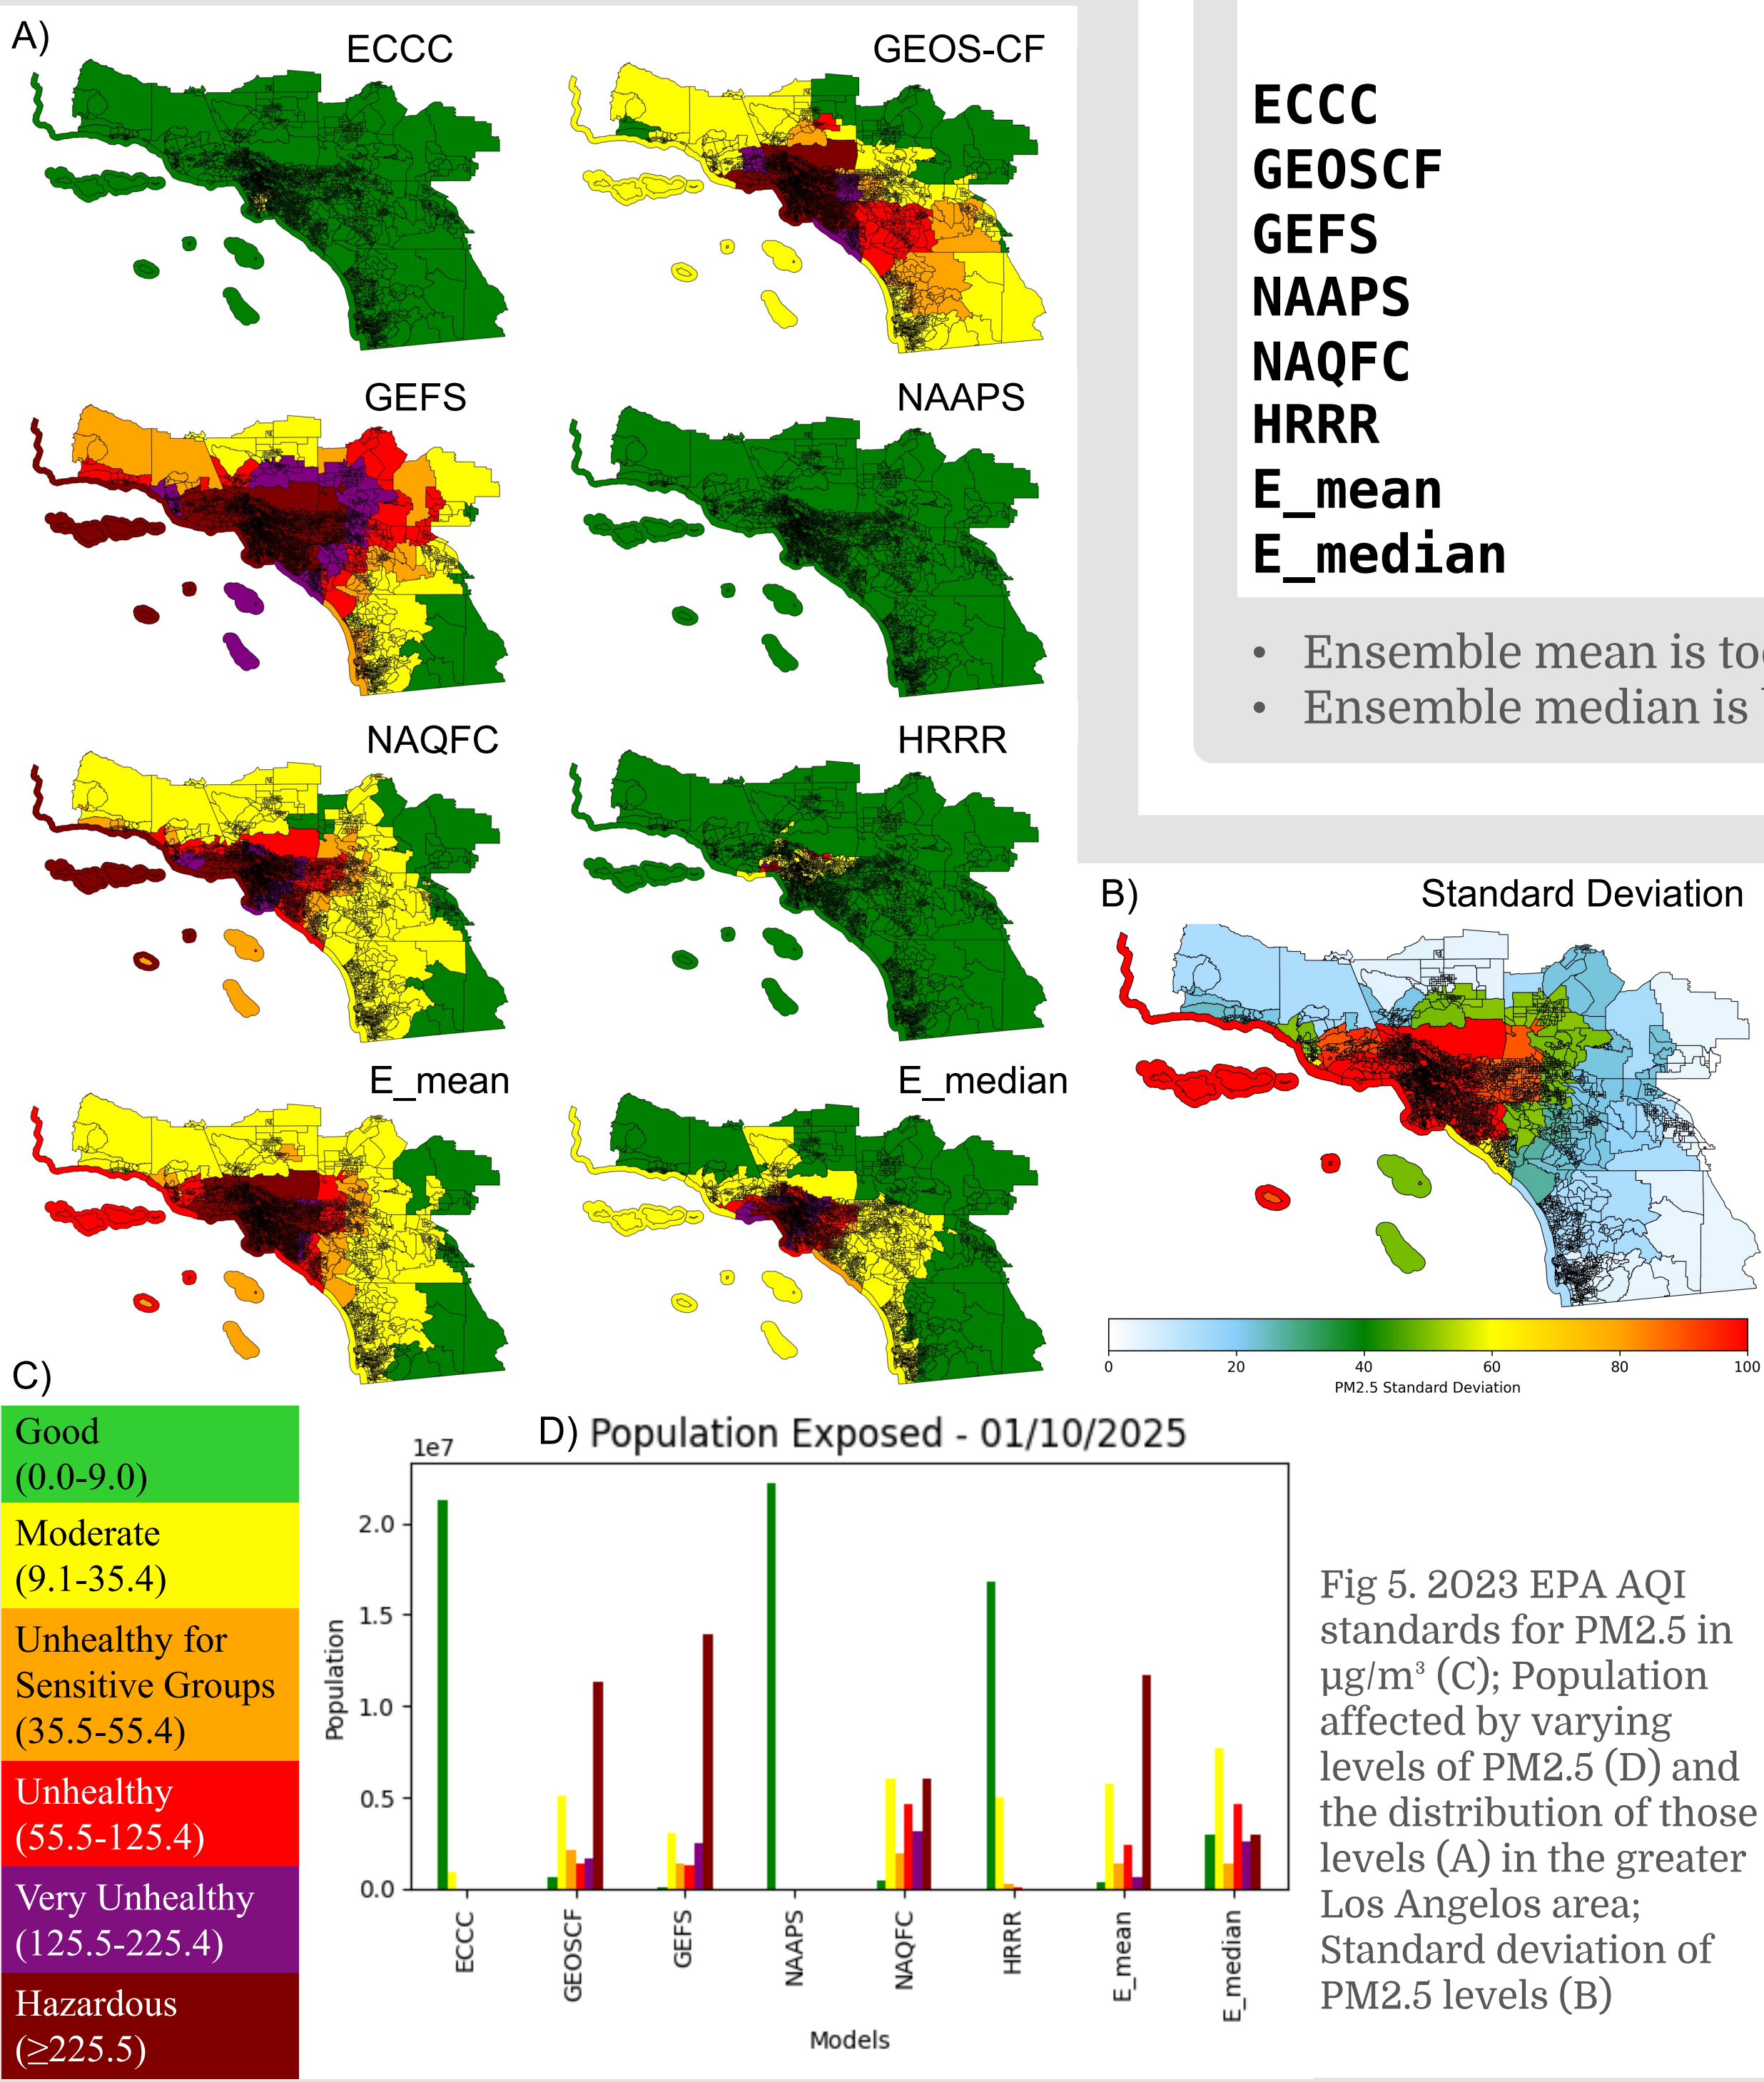 A)
ECCC
GEOS-CF
GEFS
NAAPS
NAQFC
HRRR
E_mean
E_median
ECCC
GEOSCF
GEFS
NAAPS
NAQFC
HRRR
E_mean
E_median
• Ensemble mean is
• Ensemble median is
B)
Standard Deviation
0 20 40 60 80 100
PM2.5 Standard Deviation
C)
Good
(0.0-9.0)
Moderate
(9.1-35.4)
Unhealthy for
Sensitive Groups
(35.5-55.4)
Unhealthy
(55.5-125.4)
Very Unhealthy
(125.5-225.4)
Hazardous
(≥225.5)
D) Population Exposed - 01/10/2025
1e7
2.0
1.5
1.0
0.5
0.0
Population
ECCC
GEOSCF
GEFS
NAAPS
NAQFC
HRRR
E_mean
E_median
Models
Fig 5. 2023 EPA AQI
standards for PM2.5 in
µg/m³ (C); Population
affected by varying
levels of PM2.5 (D) and
the distribution of those
levels (A) in the greater
Los Angelos area;
Standard deviation of
PM2.5 levels (B)